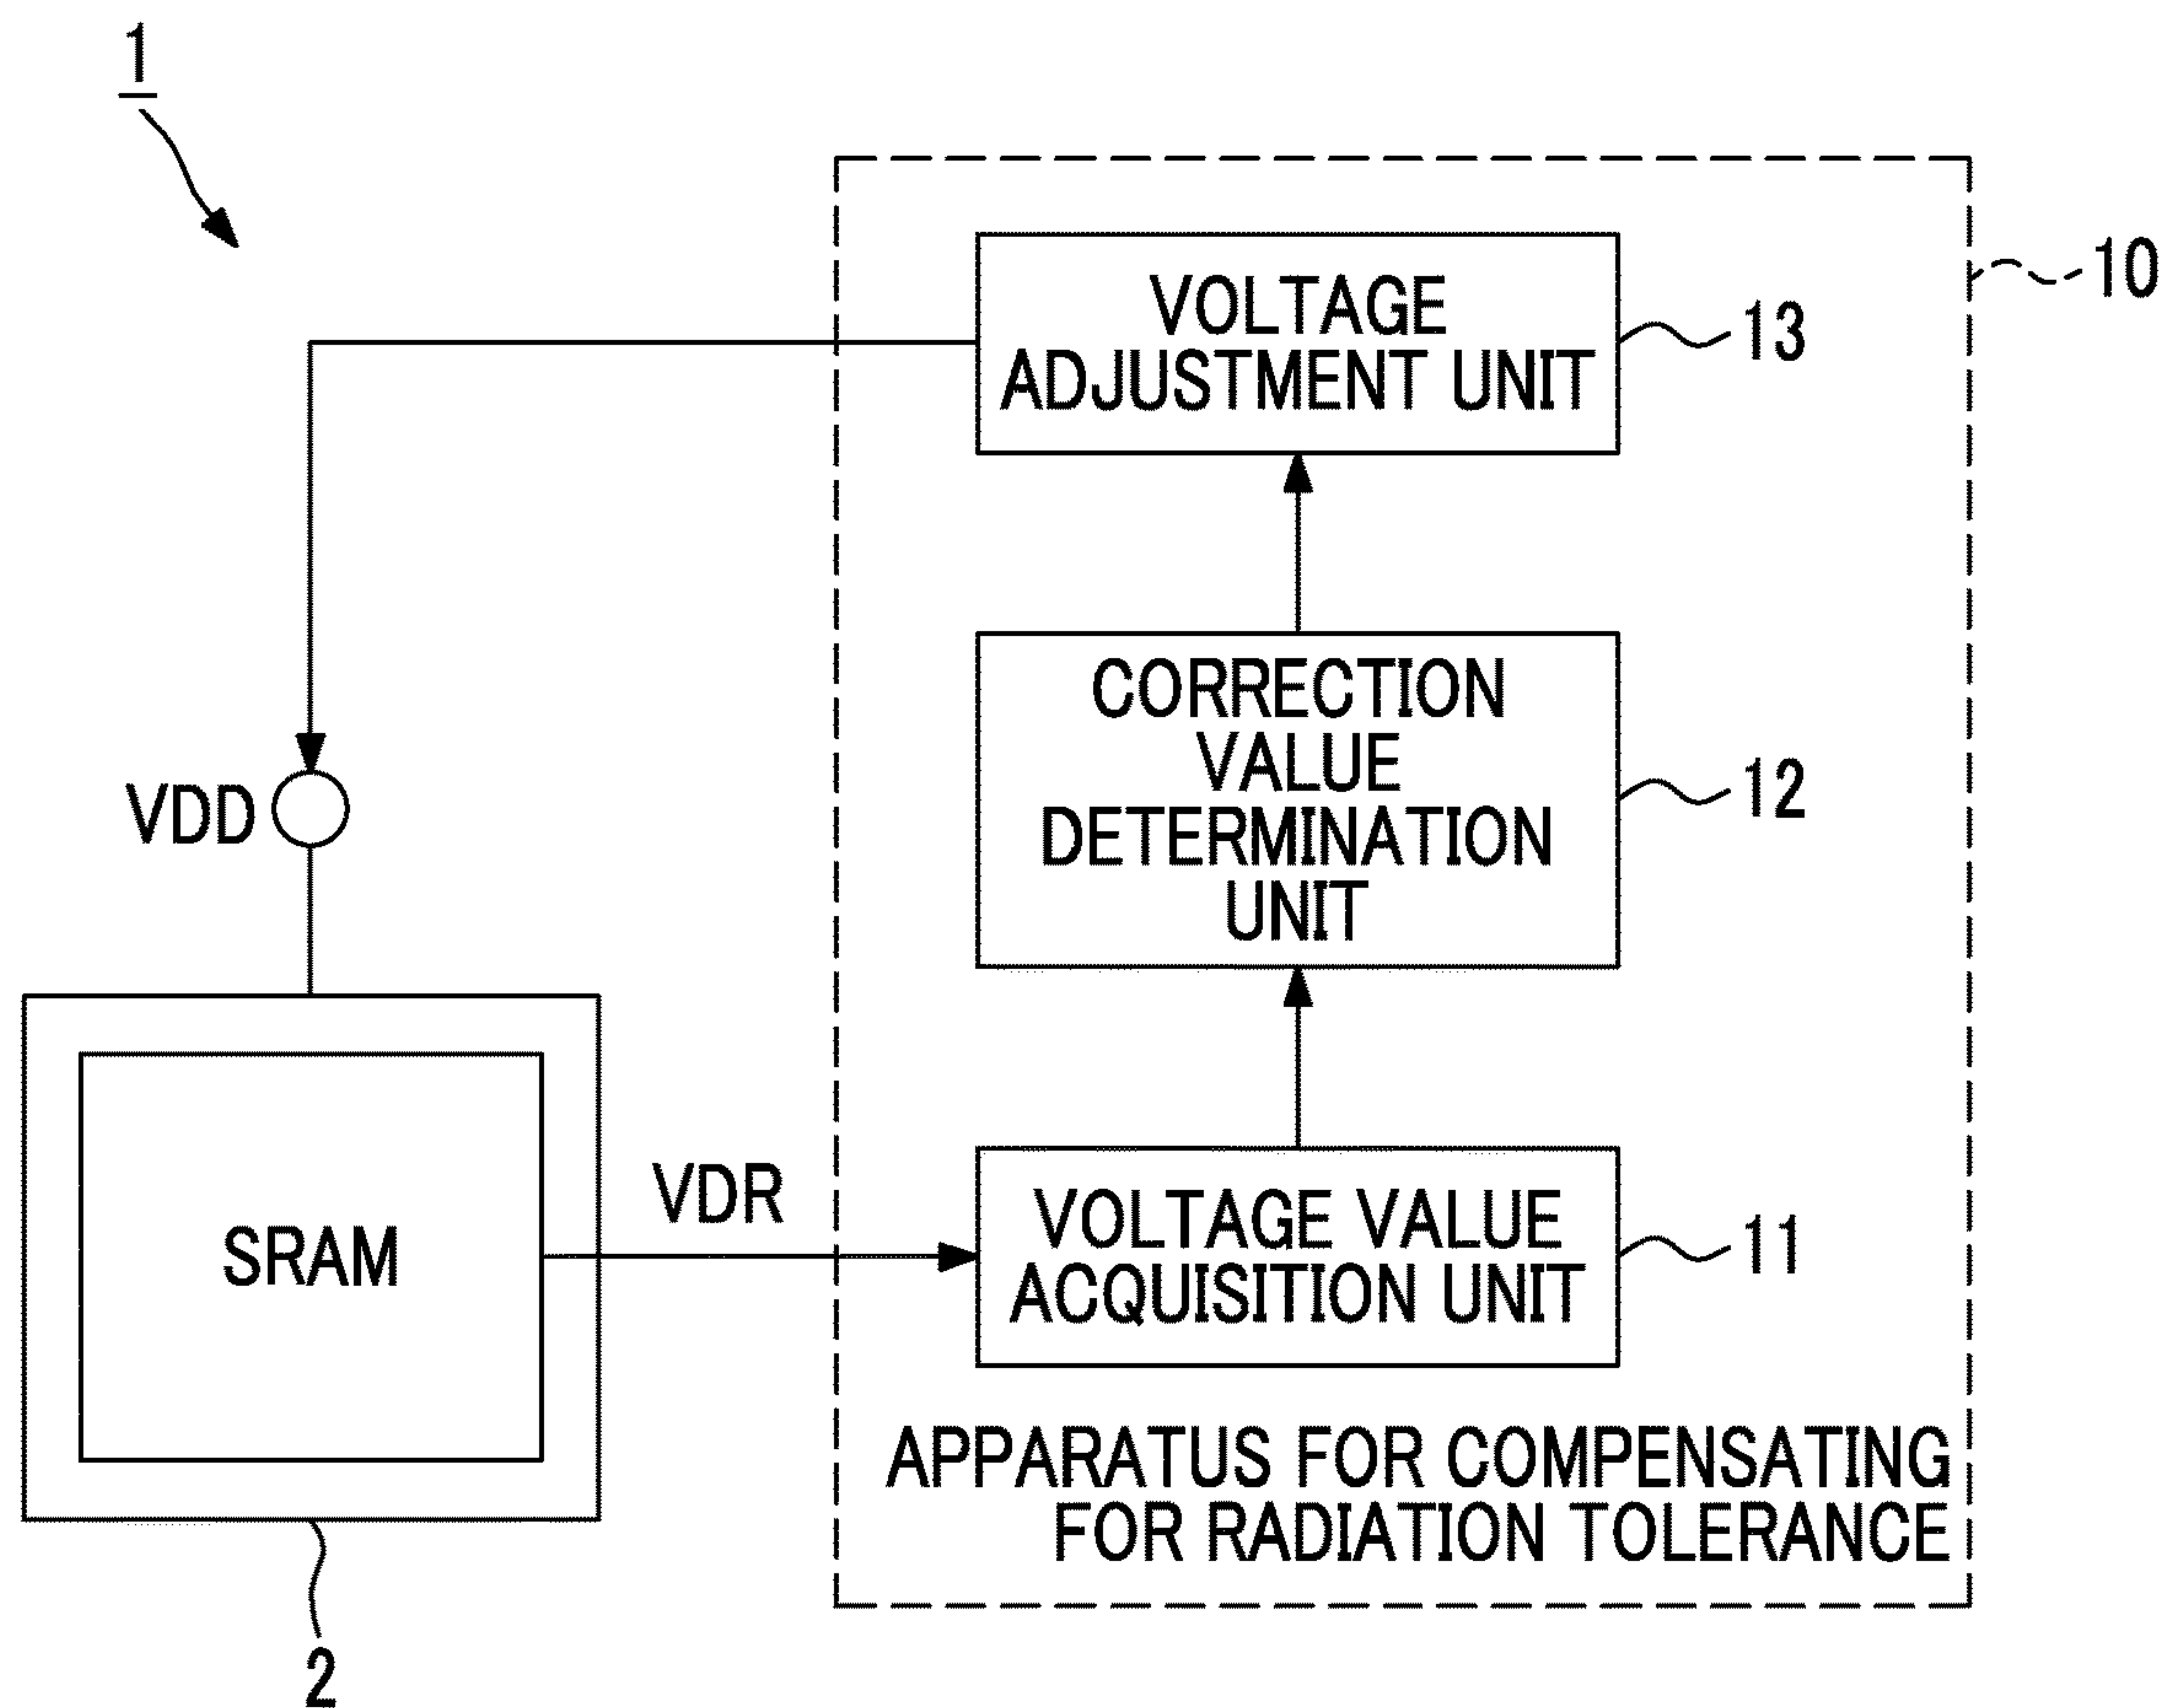 1
10
VOLTAGE
ADJUSTMENT UNIT
13
CORRECTION
VALUE
DETERMINATION
UNIT
12
VDD
SRAM
VDR
VOLTAGE VALUE
ACQUISITION UNIT
11
APPARATUS FOR COMPENSATING
FOR RADIATION TOLERANCE
2